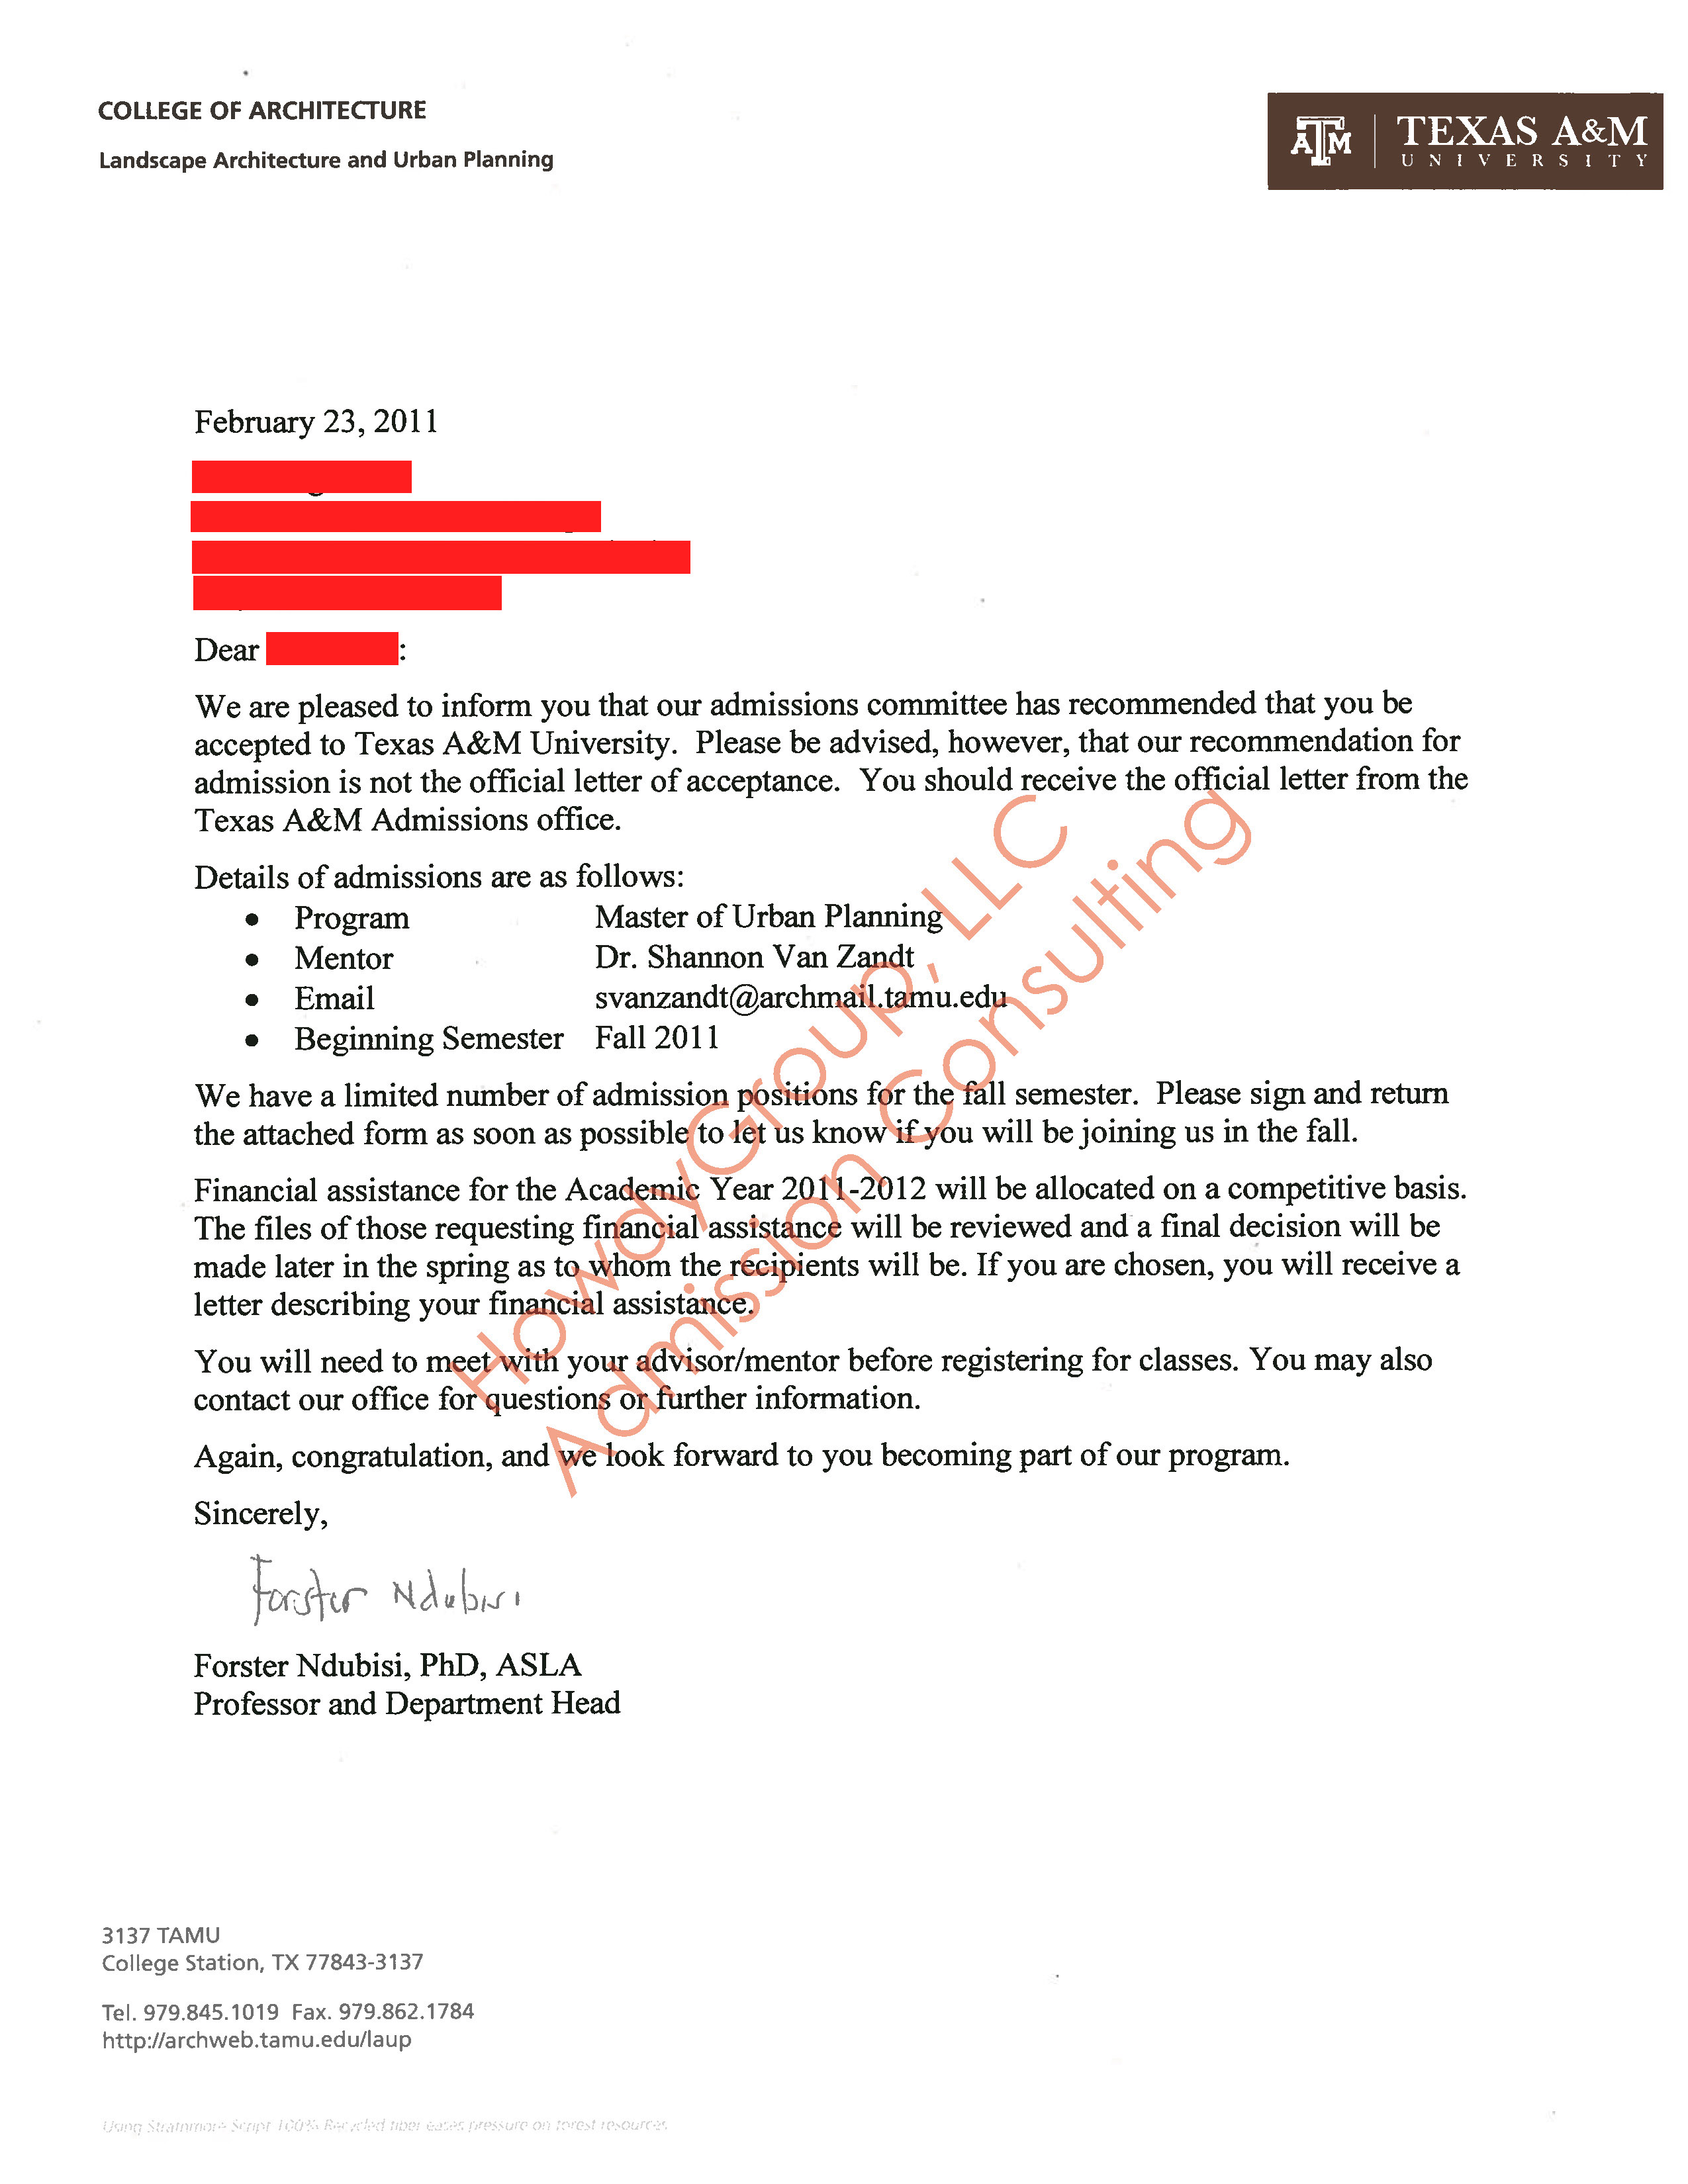 COLLEGE OF ARCHITECTURE
Landscape Architecture and Urban Planning
ATM
TEXAS A&M
UNIVERSITY
February 23, 2011
Dear :
We are pleased to inform you that our admissions committee has recommended that you be
accepted to Texas A&M University. Please be advised, however, that our recommendation for
admission is not the official letter of acceptance. You should receive the official letter from the
Texas A&M Admissions office.
Details of admissions are as follows:
• Program Master of Urban Planning
• Mentor Dr. Shannon Van Zandt
• Email svanzandt@archmail.tamu.edu
• Beginning Semester Fall 2011
We have a limited number of admission positions for the fall semester. Please sign and return
the attached form as soon as possible to let us know if you will be joining us in the fall.
Financial assistance for the Academic Year 2011-2012 will be allocated on a competitive basis.
The files of those requesting financial assistance will be reviewed and a final decision will be
made later in the spring as to whom the recipients will be. If you are chosen, you will receive a
letter describing your financial assistance.
You will need to meet with your advisor/mentor before registering for classes. You may also
contact our office for questions or further information.
Again, congratulation, and we look forward to you becoming part of our program.
Sincerely,
Forster Ndubisi
Forster Ndubisi, PhD, ASLA
Professor and Department Head
HowdyGroup, LLC
Admission Consulting
3137 TAMU
College Station, TX 77843-3137
Tel. 979.845.1019 Fax. 979.862.1784
http://archweb.tamu.edu/laup
Using Strathmore Script 100% Recycled fiber eases pressure on forest resources.